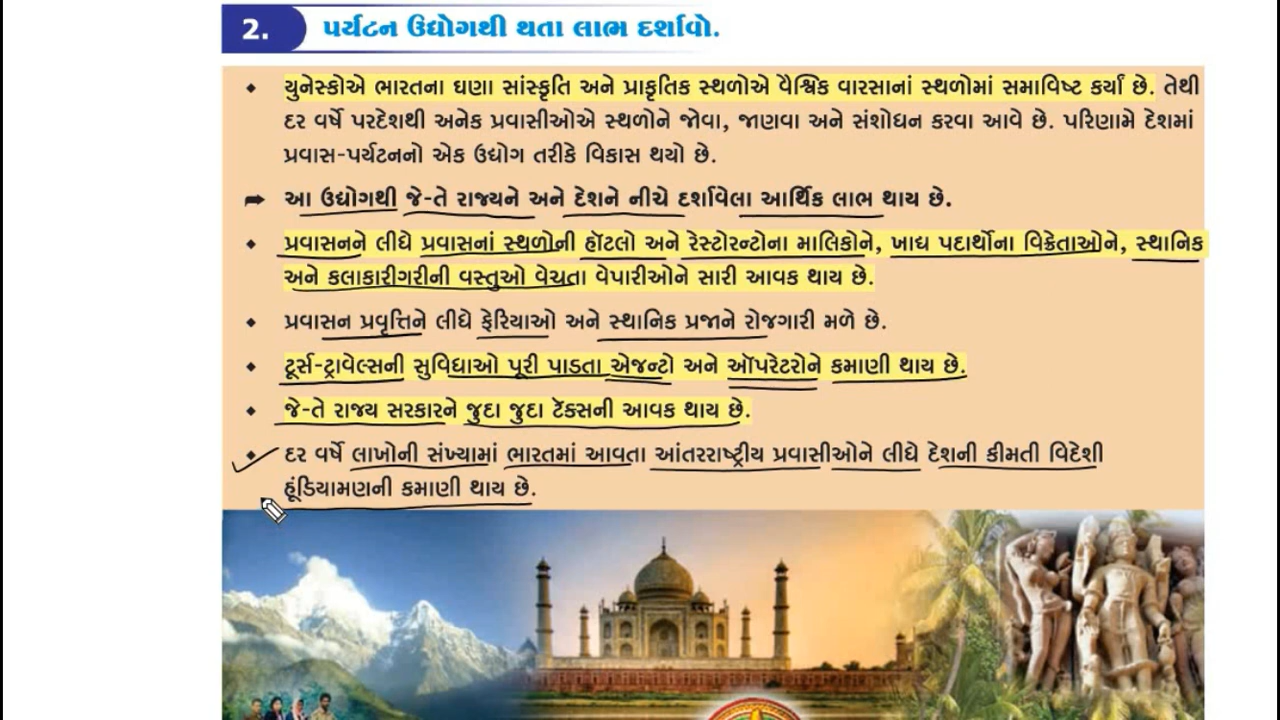 2. પર્યટન ઉદ્યોગથી થતા લાભ દર્શાવો.
♦ યુનેસ્કોએ ભારતના ઘણા સાંસ્કૃતિ અને પ્રાકૃતિક સ્થળોએ વૈશ્વિક વારસાનાં સ્થળોમાં સમાવિષ્ટ કર્યાં છે. તેથી
દર વર્ષે પરદેશથી અનેક પ્રવાસીઓએ સ્થળોને જોવા, જાણવા અને સંશોધન કરવા આવે છે. પરિણામે દેશમાં
પ્રવાસ-પર્યટનનો એક ઉદ્યોગ તરીકે વિકાસ થયો છે.
➡ આ ઉદ્યોગથી જે-તે રાજ્યને અને દેશને નીચે દર્શાવેલા આર્થિક લાભ થાય છે.
♦ પ્રવાસનને લીધે પ્રવાસનાં સ્થળોની હૉટલો અને રેસ્ટોરન્ટોના માલિકોને, ખાદ્ય પદાર્થોના વિક્રેતાઓને, સ્થાનિક
અને કલાકારીગરીની વસ્તુઓ વેચતા વેપારીઓને સારી આવક થાય છે.
♦ પ્રવાસન પ્રવૃત્તિને લીધે ફેરિયાઓ અને સ્થાનિક પ્રજાને રોજગારી મળે છે.
♦ ટૂર્સ-ટ્રાવેલ્સની સુવિધાઓ પૂરી પાડતા એજન્ટો અને ઑપરેટરોને કમાણી થાય છે.
♦ જે-તે રાજ્ય સરકારને જુદા જુદા ટૅક્સની આવક થાય છે.
♦ દર વર્ષે લાખોની સંખ્યામાં ભારતમાં આવતા આંતરરાષ્ટ્રીય પ્રવાસીઓને લીધે દેશની કીમતી વિદેશી
હૂંડિયામણની કમાણી થાય છે.